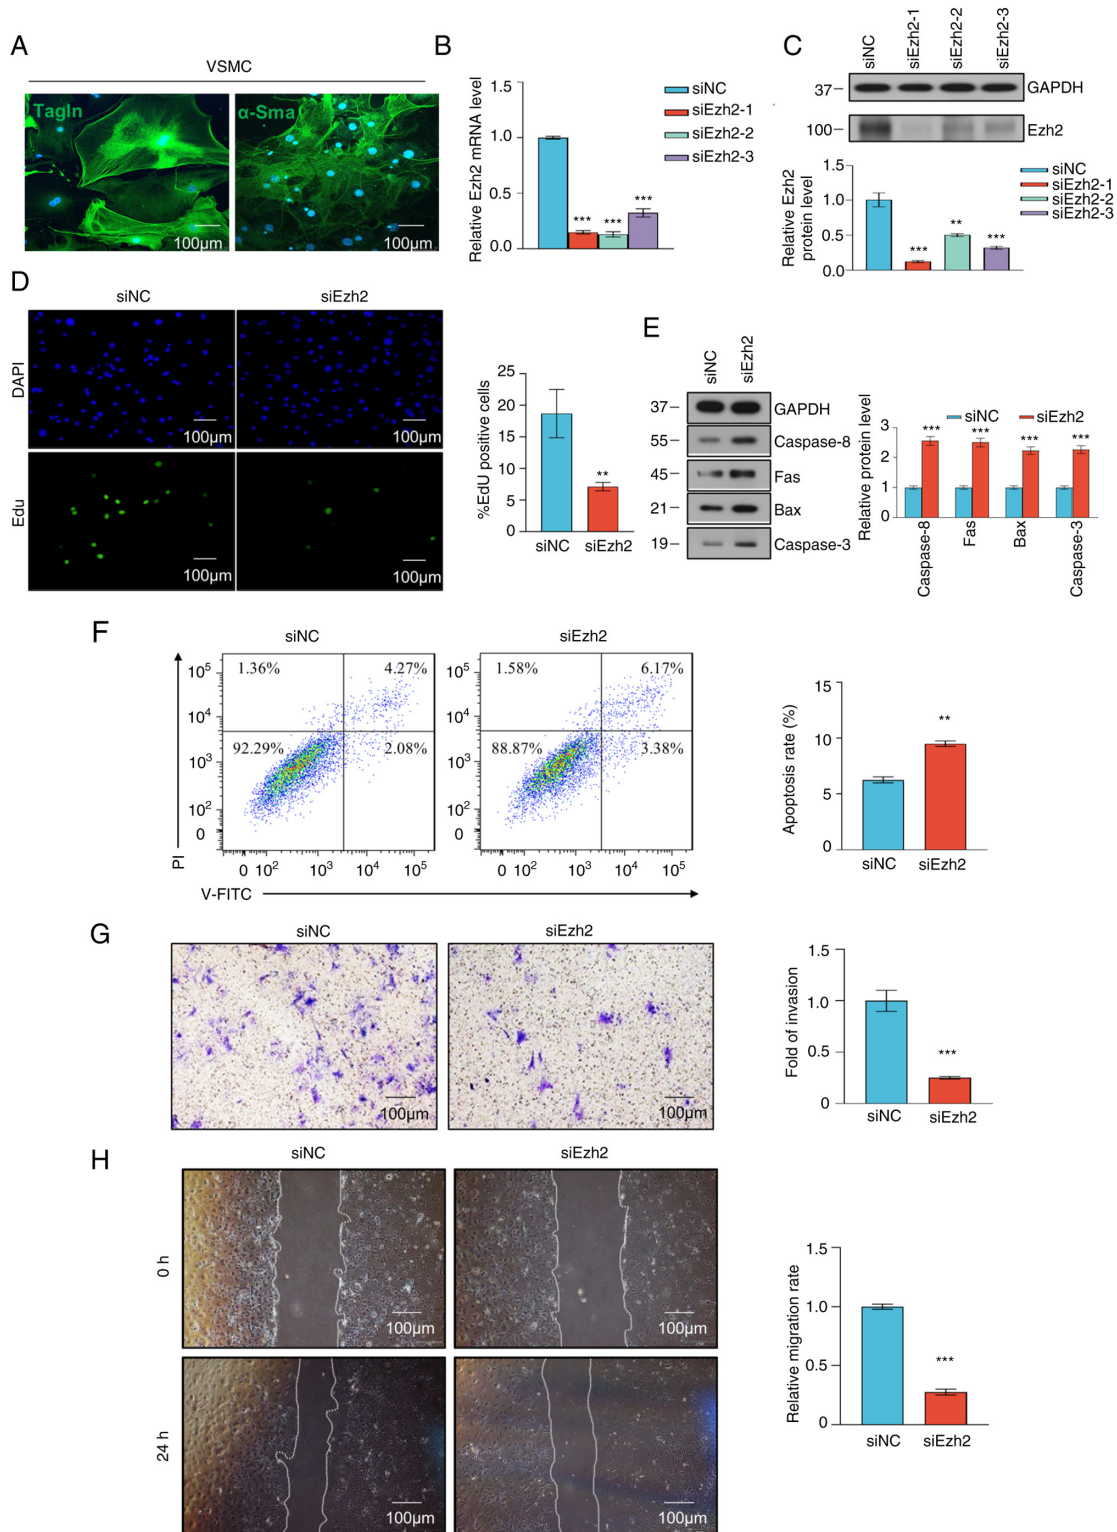 A
VSMC
Tagln
α-Sma
100µm
100µm
B
Relative Ezh2 mRNA level
1.5
1.0
0.5
0.0
***
***
***
siNC
siEzh2-1
siEzh2-2
siEzh2-3
C
siNC
siEzh2-1
siEzh2-2
siEzh2-3
37
GAPDH
100
Ezh2
Relative Ezh2
protein level
1.5
1.0
0.5
0.0
***
**
***
siNC
siEzh2-1
siEzh2-2
siEzh2-3
D
siNC
siEzh2
DAPI
100µm
100µm
Edu
100µm
100µm
%EdU positive cells
25
20
15
10
5
0
**
siNC
siEzh2
E
siNC
siEzh2
37
GAPDH
55
Caspase-8
45
Fas
21
Bax
19
Caspase-3
siNC
siEzh2
Relative protein level
3
2
1
0
***
***
***
***
Caspase-8
Fas
Bax
Caspase-3
F
siNC
siEzh2
PI
10⁵
10⁴
10³
10²
0
1.36%
4.27%
92.29%
2.08%
0
10²
10³
10⁴
10⁵
10⁵
10⁴
10³
10²
0
1.58%
6.17%
88.87%
3.38%
0
10²
10³
10⁴
10⁵
V-FITC
Apoptosis rate (%)
15
10
5
0
**
siNC
siEzh2
G
siNC
siEzh2
100µm
100µm
Fold of invasion
1.5
1.0
0.5
0
***
siNC
siEzh2
H
siNC
siEzh2
0 h
100µm
100µm
24 h
100µm
100µm
Relative migration rate
1.5
1.0
0.5
0
***
siNC
siEzh2